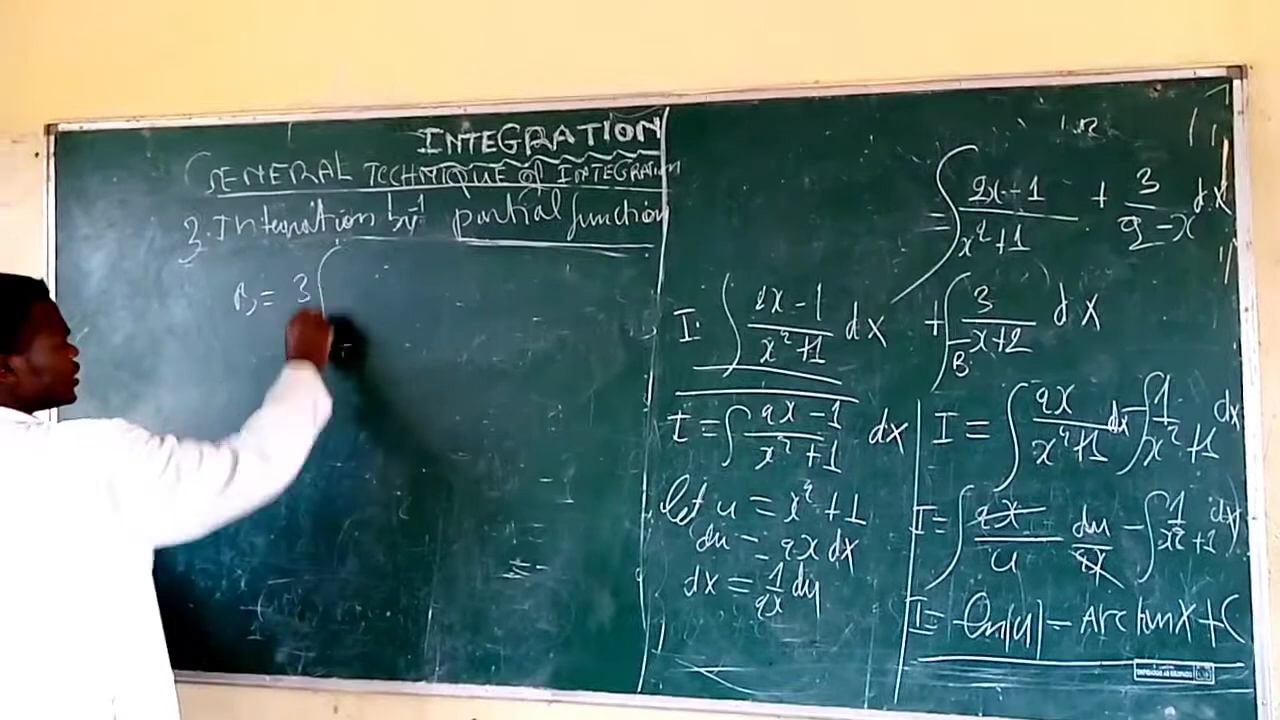 INTEGRATION
GENERAL TECHNIQUE of INTEGRATION
3. Integration by partial function
B = 3∫
= ∫ (2x-1)/(x²+1) + 3/(2-x) dx
I: ∫ (2x-1)/(x²+1) dx + ∫ 3/(-x+2) dx
B
I = ∫ (2x-1)/(x²+1) dx
let u = x²+1
du = 2x dx
dx = 1/2x du
I = ∫ 2x/(x²+1) dx - ∫ 1/(x²+1) dx
I = ∫ 2x/u du/2x - ∫ 1/(x²+1) dx
I = ln|u| - Arctanx + C